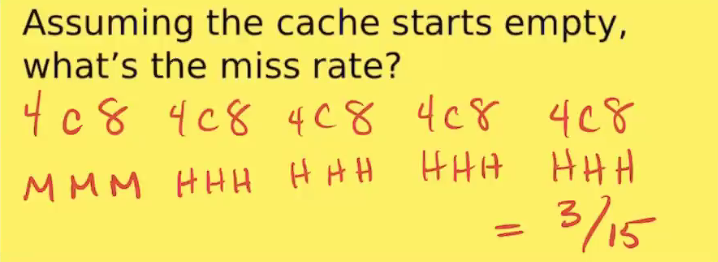 Assuming the cache starts empty,
what's the miss rate?
4 C 8 4 C 8 4 C 8 4 C 8 4 C 8
M M M H H H H H H H H H H H H
= 3/15